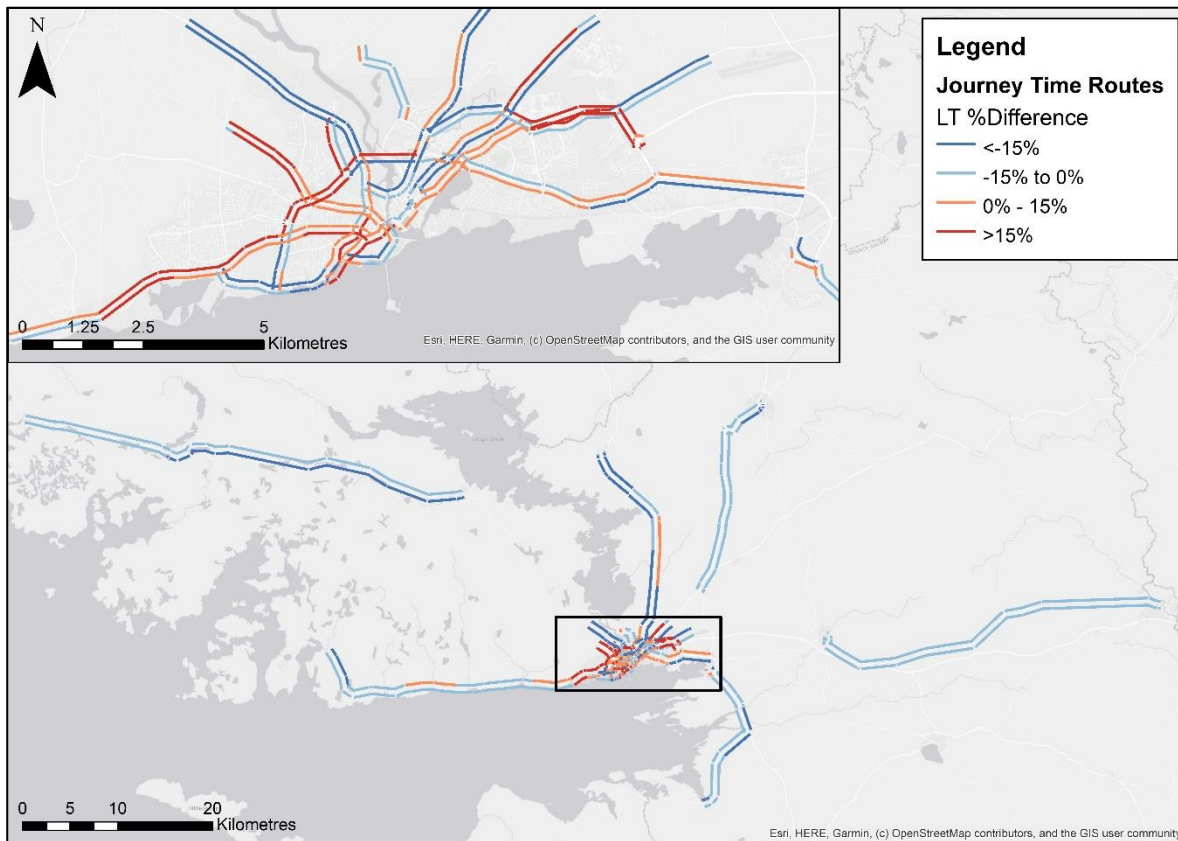 N
0 1.25 2.5 5
Kilometres
Esri, HERE, Garmin, (c) OpenStreetMap contributors, and the GIS user community
Legend
Journey Time Routes
LT %Difference
<-15%
-15% to 0%
0% - 15%
>15%
0 5 10 20
Kilometres
Esri, HERE, Garmin, (c) OpenStreetMap contributors, and the GIS user community